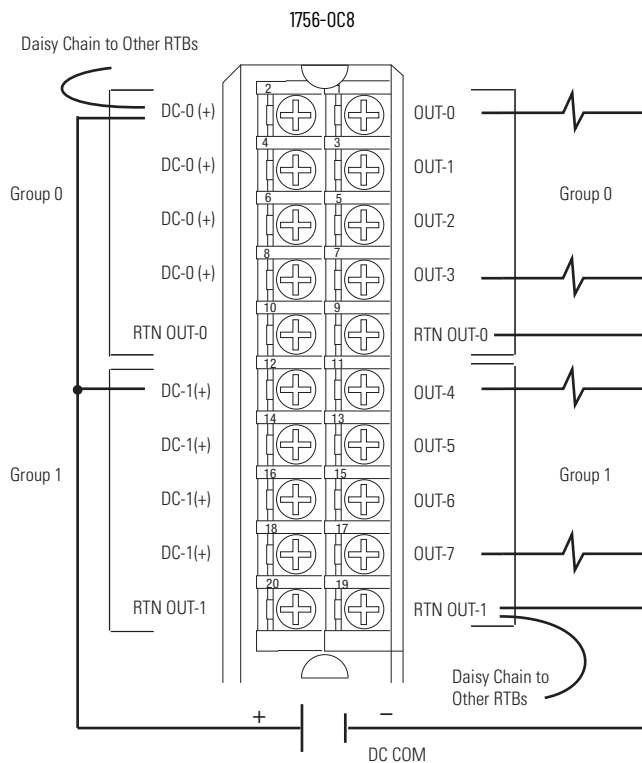 1756-OC8
Daisy Chain to Other RTBs
2 1
DC-0 (+) OUT-0
4 3
DC-0 (+) OUT-1
Group 0 Group 0
6 5
DC-0 (+) OUT-2
8 7
DC-0 (+) OUT-3
10 9
RTN OUT-0 RTN OUT-0
12 11
DC-1(+) OUT-4
14 13
DC-1(+) OUT-5
Group 1 Group 1
16 15
DC-1(+) OUT-6
18 17
DC-1(+) OUT-7
20 19
RTN OUT-1 RTN OUT-1
Daisy Chain to
Other RTBs
+ –
DC COM